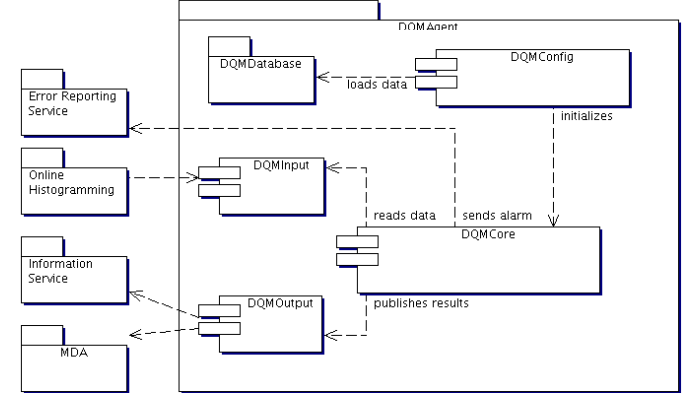 DQMAgent
DQMDatabase
DQMConfig
loads data
Error Reporting
Service
initializes
Online
Histogramming
DQMInput
reads data
sends alarm
DQMCore
Information
Service
DQMOutput
publishes results
MDA